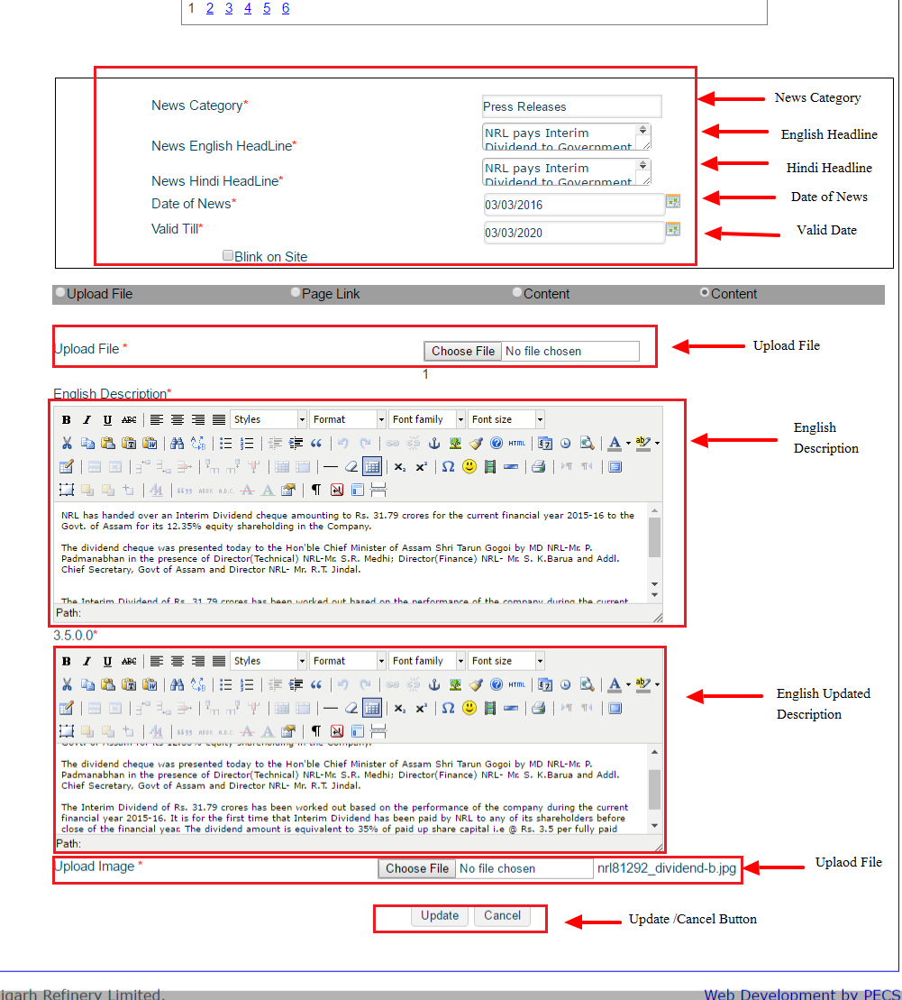 1 2 3 4 5 6
News Category* Press Releases News Category
News English HeadLine* NRL pays Interim English Headline
Dividend to Government
News Hindi HeadLine* NRL pays Interim Hindi Headline
Dividend to Government
Date of News* 03/03/2016 Date of News
Valid Till* 03/03/2020 Valid Date
Blink on Site
Upload File Page Link Content Content
Upload File * Choose File No file chosen Upload File
1
English Description*
B I U ABC Styles Format Font family Font size
English
Description
HTML
Path:
NRL has handed over an Interim Dividend cheque amounting to Rs. 31.79 crores for the current financial year 2015-16 to the
Govt. of Assam for its 12.35% equity shareholding in the Company.
The dividend cheque was presented today to the Hon'ble Chief Minister of Assam Shri Tarun Gogoi by MD NRL-Mr. P.
Padmanabhan in the presence of Director(Technical) NRL-Mr. S.R. Medhi; Director(Finance) NRL- Mr. S. K.Barua and Addl.
Chief Secretary, Govt of Assam and Director NRL- Mr. R.T. Jindal.
The Interim Dividend of Rs. 31.79 crores has been worked out based on the performance of the company during the current
3.5.0.0*
B I U ABC Styles Format Font family Font size
HTML
English Updated
Description
Govt. of Assam for its 12.35% equity shareholding in the Company.
The dividend cheque was presented today to the Hon'ble Chief Minister of Assam Shri Tarun Gogoi by MD NRL-Mr. P.
Padmanabhan in the presence of Director(Technical) NRL-Mr. S.R. Medhi; Director(Finance) NRL- Mr. S. K.Barua and Addl.
Chief Secretary, Govt of Assam and Director NRL- Mr. R.T. Jindal.
The Interim Dividend of Rs. 31.79 crores has been worked out based on the performance of the company during the current
financial year 2015-16. It is for the first time that Interim Dividend has been paid by NRL to any of its shareholders before
close of the financial year. The dividend amount is equivalent to 35% of paid up share capital i.e @ Rs. 3.5 per fully paid
Path:
Upload Image * Choose File No file chosen nrl81292_dividend-b.jpg Uplaod File
Update Cancel Update /Cancel Button
igarh Refinery Limited. Web Development by PECS